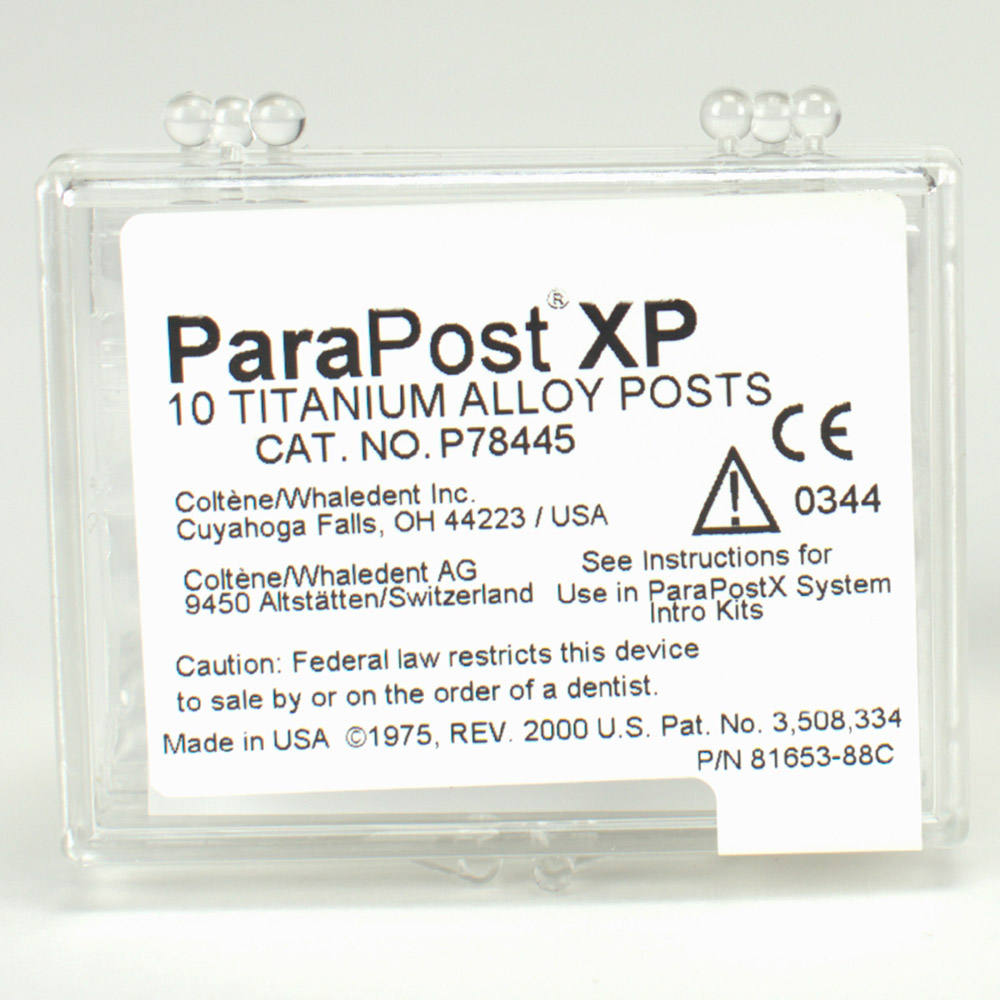 ParaPost® XP
10 TITANIUM ALLOY POSTS
CAT. NO. P78445
CE
0344
Coltène/Whaledent Inc.
Cuyahoga Falls, OH 44223 / USA
Coltène/Whaledent AG
9450 Altstätten/Switzerland
See Instructions for
Use in ParaPostX System
Intro Kits
Caution: Federal law restricts this device
to sale by or on the order of a dentist.
Made in USA ©1975, REV. 2000 U.S. Pat. No. 3,508,334
P/N 81653-88C